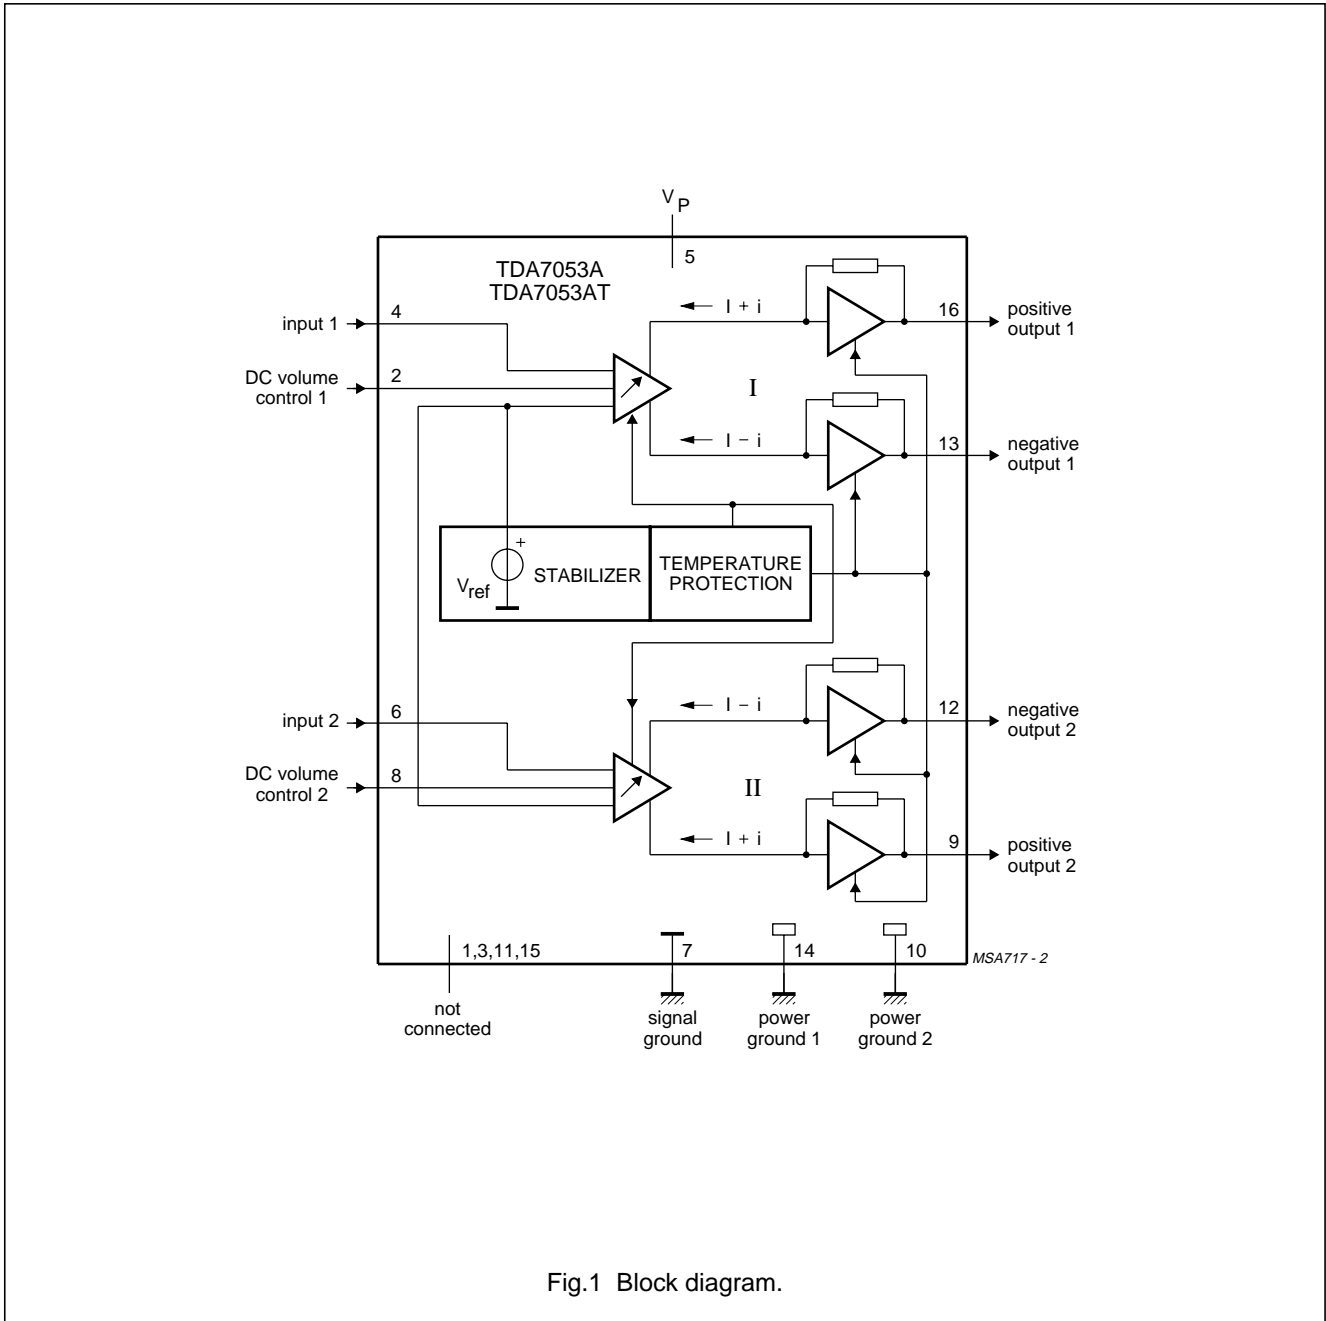 V P
5
TDA7053A
TDA7053AT
input 1
4
DC volume
control 1
2
I + i
16
positive
output 1
I
I − i
13
negative
output 1
+
Vref
STABILIZER
TEMPERATURE
PROTECTION
input 2
6
I − i
12
negative
output 2
DC volume
control 2
8
II
I + i
9
positive
output 2
1,3,11,15
7
14
10
MSA717 - 2
not
connected
signal
ground
power
ground 1
power
ground 2
Fig.1 Block diagram.